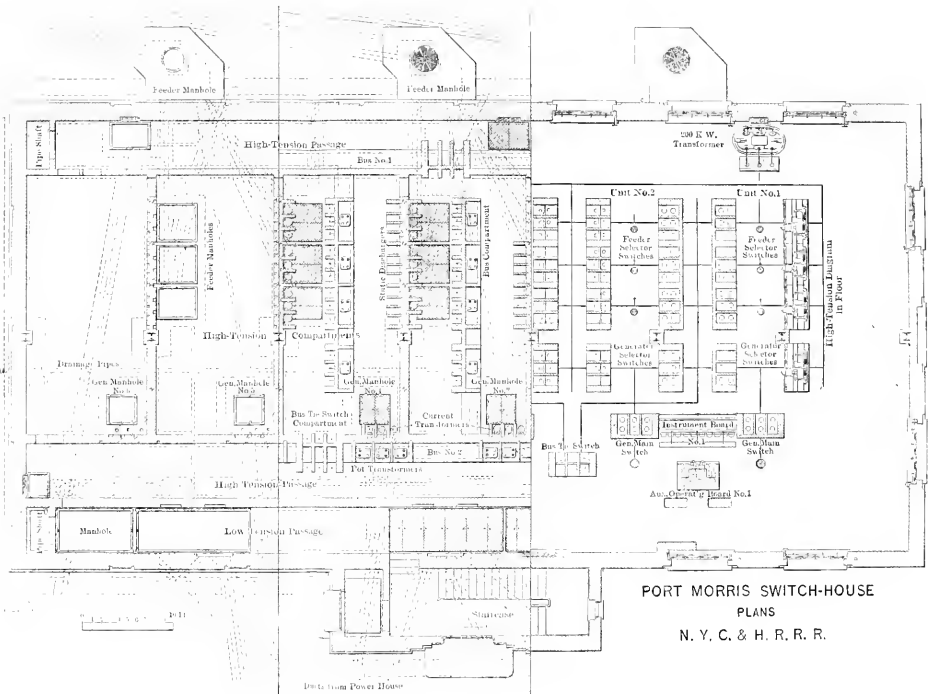 Feeder Manhole
Feeder Manhole
Pipe Shaft
High-Tension Passage
Bus No.1
200 K W.
Transformer
Feeder Manholes
Static Dischargers
Bus Compartment
Unit No.2
Unit No.1
Feeder
Selector
Switches
Feeder
Selector
Switches
High-Tension Diagram
in Floor
High-Tension
Compartments
Drainage Pipes
Gen. Manhole
Gen. Manhole
Gen. Manhole
Gen. Manhole
Generator
Selector
Switches
Generator
Selector
Switches
Bus Tie Switch
Compartment
Current
Transformers
Bus No.2
Pot Transformers
Bus Tie Switch
Gen. Main
Switch
Instrument Board
No.1
Gen. Main
Switch
High Tension Passage
Aux. Operat'g Board No.1
Pipe Shaft
Manhole
Low Tension Passage
Staircase
Ducts from Power House
PORT MORRIS SWITCH-HOUSE
PLANS
N. Y. C. & H. R. R. R.